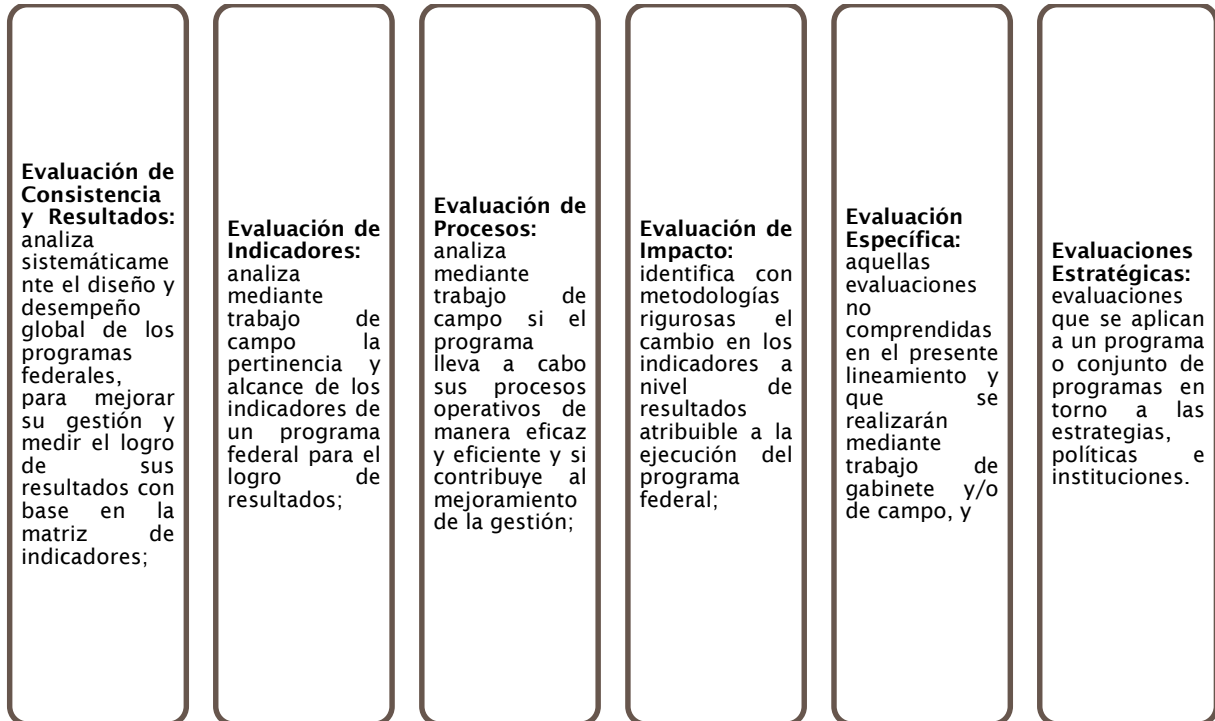 Evaluación de
Consistencia
y Resultados:
analiza
sistemáticame
nte el diseño y
desempeño
global de los
programas
federales,
para mejorar
su gestión y
medir el logro
de sus
resultados con
base en la
matriz de
indicadores;
Evaluación de
Indicadores:
analiza
mediante
trabajo de
campo la
pertinencia y
alcance de los
indicadores de
un programa
federal para el
logro de
resultados;
Evaluación de
Procesos:
analiza
mediante
trabajo de
campo si el
programa
lleva a cabo
sus procesos
operativos de
manera eficaz
y eficiente y si
contribuye al
mejoramiento
de la gestión;
Evaluación de
Impacto:
identifica con
metodologías
rigurosas el
cambio en los
indicadores a
nivel de
resultados
atribuible a la
ejecución del
programa
federal;
Evaluación
Específica:
aquellas
evaluaciones
no
comprendidas
en el presente
lineamiento y
que se
realizarán
mediante
trabajo de
gabinete y/o
de campo, y
Evaluaciones
Estratégicas:
evaluaciones
que se aplican
a un programa
o conjunto de
programas en
torno a las
estrategias,
políticas e
instituciones.